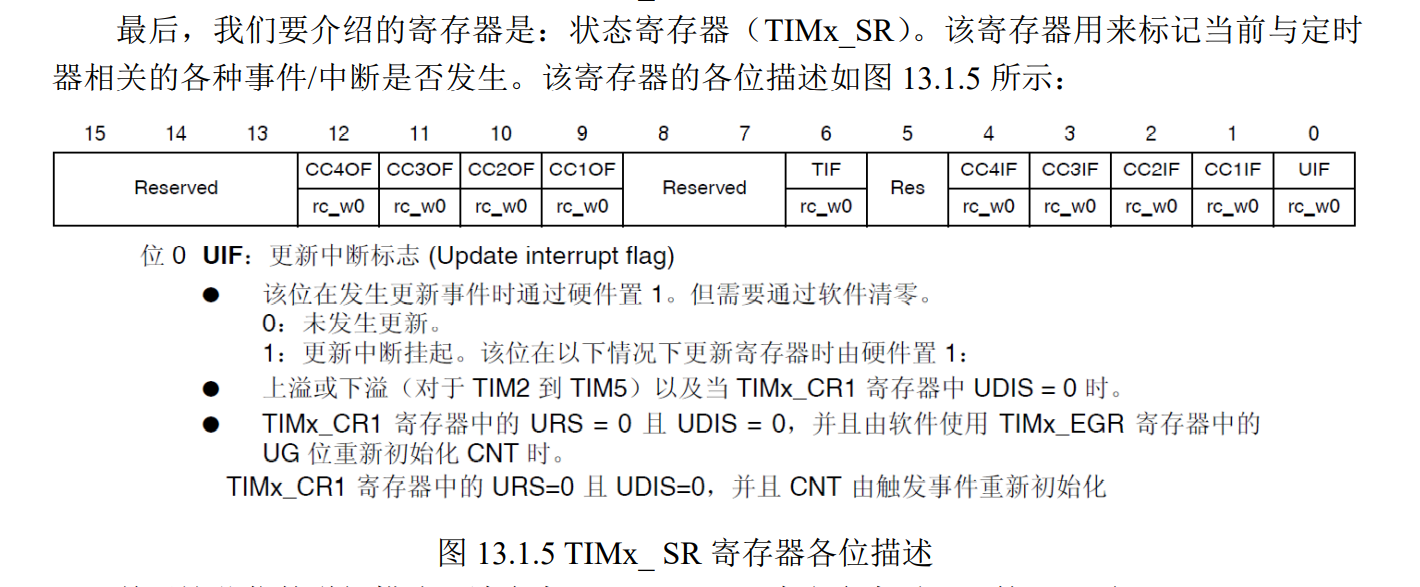 最后，我们要介绍的寄存器是：状态寄存器（TIMx_SR）。该寄存器用来标记当前与定时
器相关的各种事件/中断是否发生。该寄存器的各位描述如图 13.1.5 所示：
15 14 13 12 11 10 9 8 7 6 5 4 3 2 1 0
Reserved CC4OF CC3OF CC2OF CC1OF Reserved TIF Res CC4IF CC3IF CC2IF CC1IF UIF
rc_w0 rc_w0 rc_w0 rc_w0 rc_w0 rc_w0 rc_w0 rc_w0 rc_w0 rc_w0
位 0 UIF：更新中断标志 (Update interrupt flag)
● 该位在发生更新事件时通过硬件置 1。但需要通过软件清零。
0：未发生更新。
1：更新中断挂起。该位在以下情况下更新寄存器时由硬件置 1：
● 上溢或下溢（对于 TIM2 到 TIM5）以及当 TIMx_CR1 寄存器中 UDIS = 0 时。
● TIMx_CR1 寄存器中的 URS = 0 且 UDIS = 0，并且由软件使用 TIMx_EGR 寄存器中的
UG 位重新初始化 CNT 时。
TIMx_CR1 寄存器中的 URS=0 且 UDIS=0，并且 CNT 由触发事件重新初始化
图 13.1.5 TIMx_ SR 寄存器各位描述